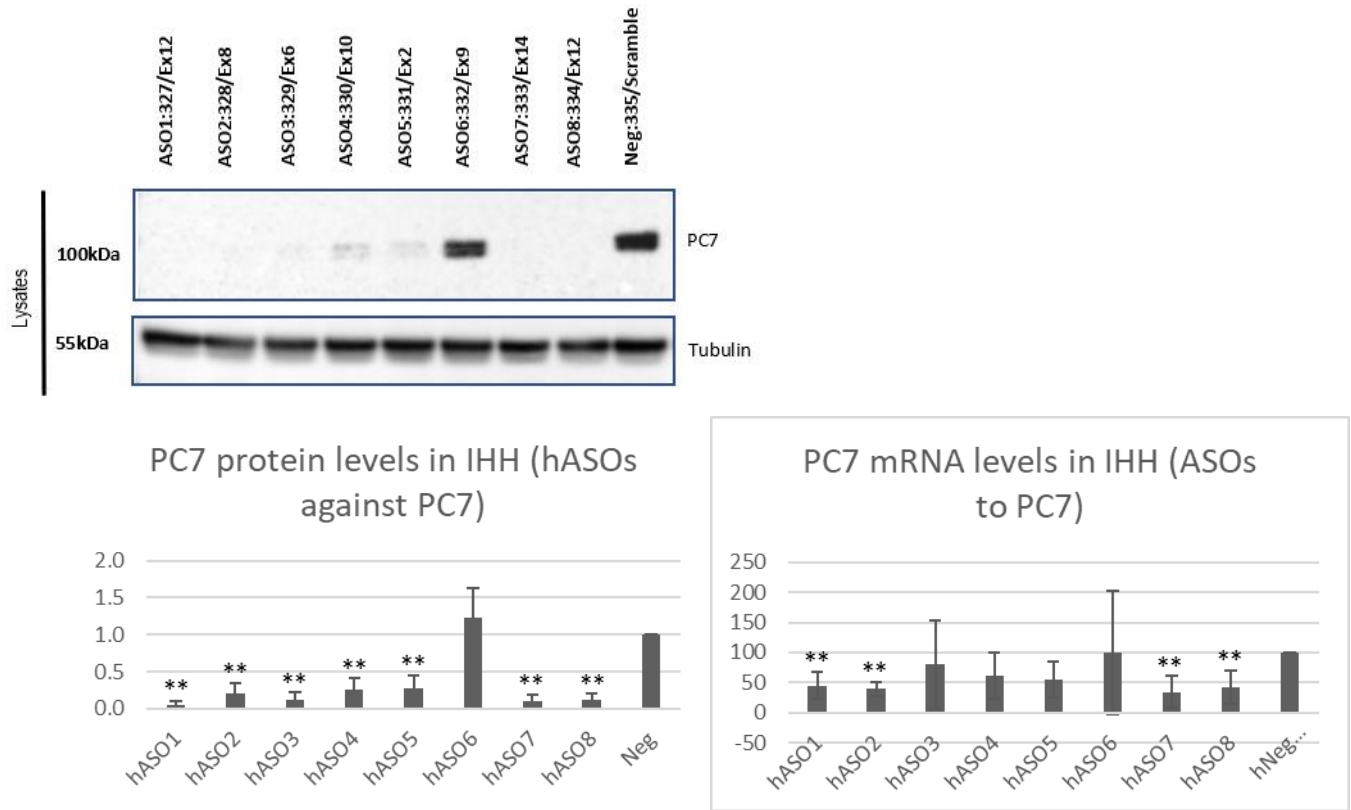 ASO1:327/Ex12
ASO2:328/Ex8
ASO3:329/Ex6
ASO4:330/Ex10
ASO5:331/Ex2
ASO6:332/Ex9
ASO7:333/Ex14
ASO8:334/Ex12
Neg:335/Scramble
Lysates
100kDa
PC7
55kDa
Tubulin
PC7 protein levels in IHH (hASOs
against PC7)
2.0
1.5
1.0
0.5
0.0
**
**
**
**
**
**
**
hASO1
hASO2
hASO3
hASO4
hASO5
hASO6
hASO7
hASO8
Neg
PC7 mRNA levels in IHH (ASOs
to PC7)
250
200
150
100
50
0
-50
**
**
**
**
hASO1
hASO2
hASO3
hASO4
hASO5
hASO6
hASO7
hASO8
hNeg...